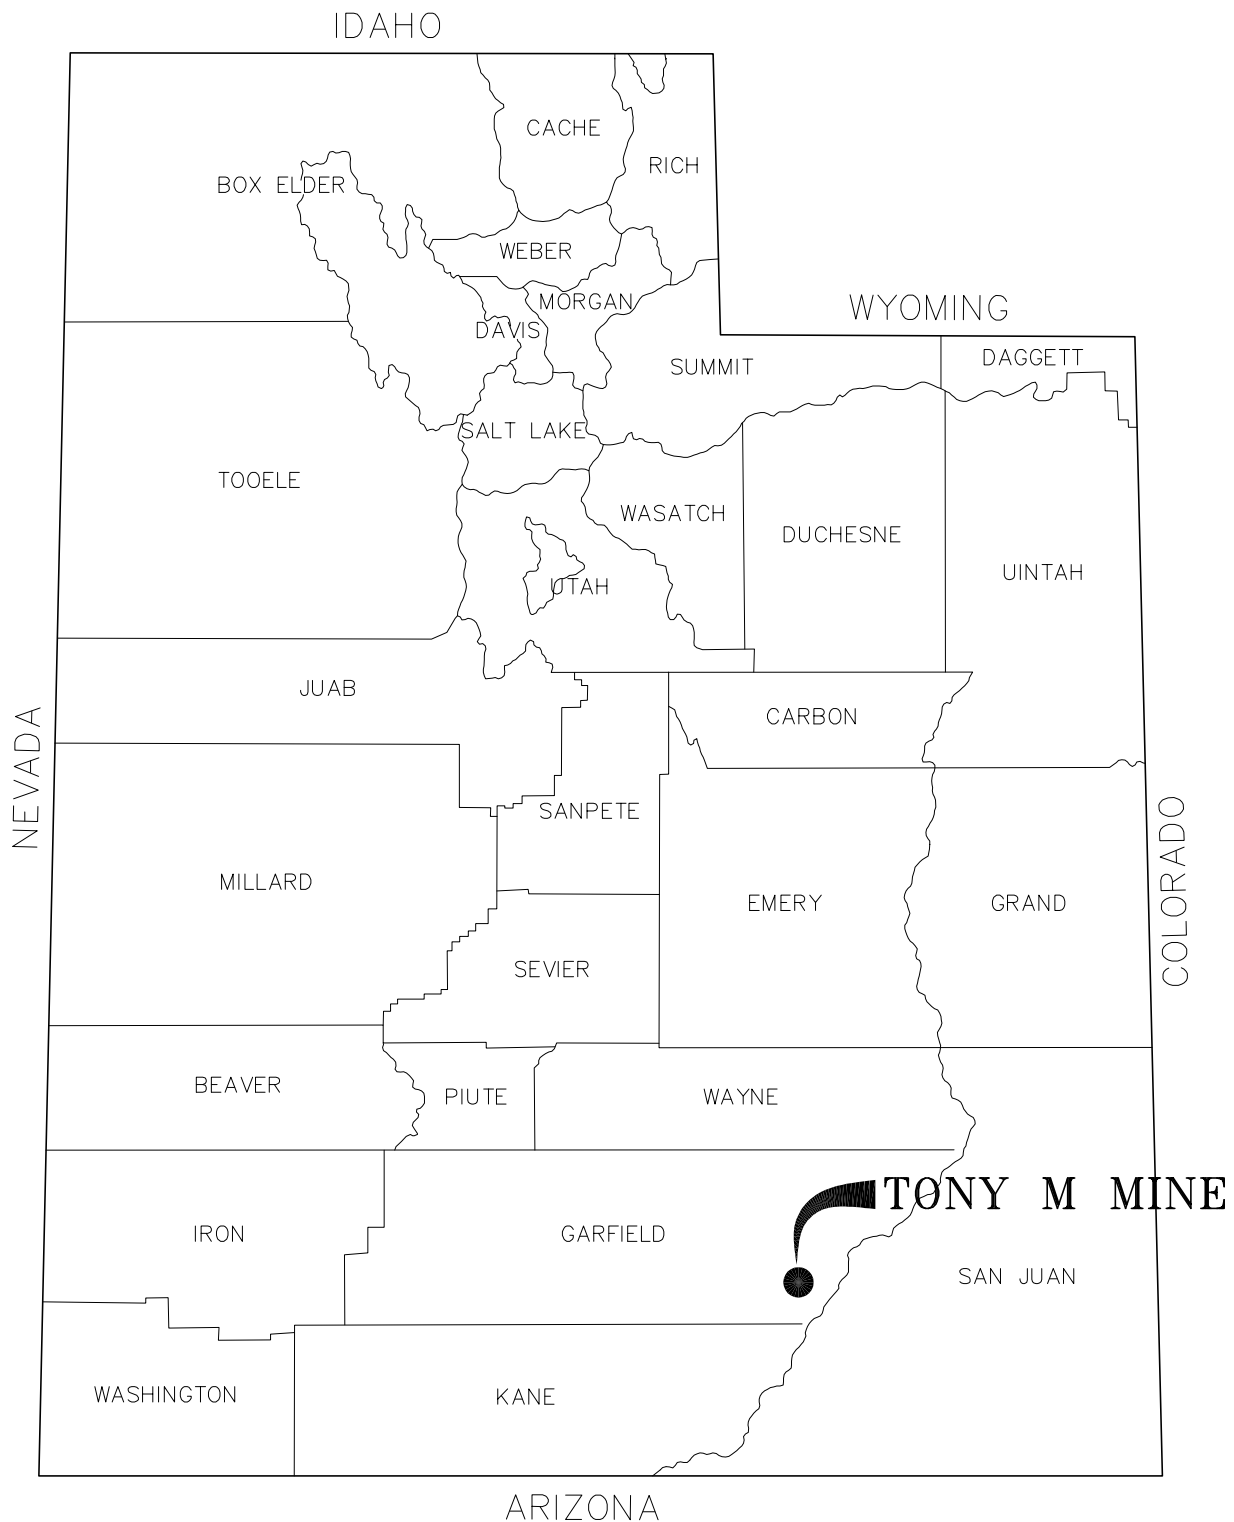 IDAHO
CACHE
RICH
BOX ELDER
WEBER
MORGAN
WYOMING
DAVIS
DAGGETT
SUMMIT
SALT LAKE
TOOELE
WASATCH
DUCHESNE
UINTAH
UTAH
JUAB
CARBON
NEVADA
SANPETE
COLORADO
MILLARD
EMERY
GRAND
SEVIER
BEAVER
PIUTE
WAYNE
TONY M MINE
IRON
GARFIELD
SAN JUAN
WASHINGTON
KANE
ARIZONA